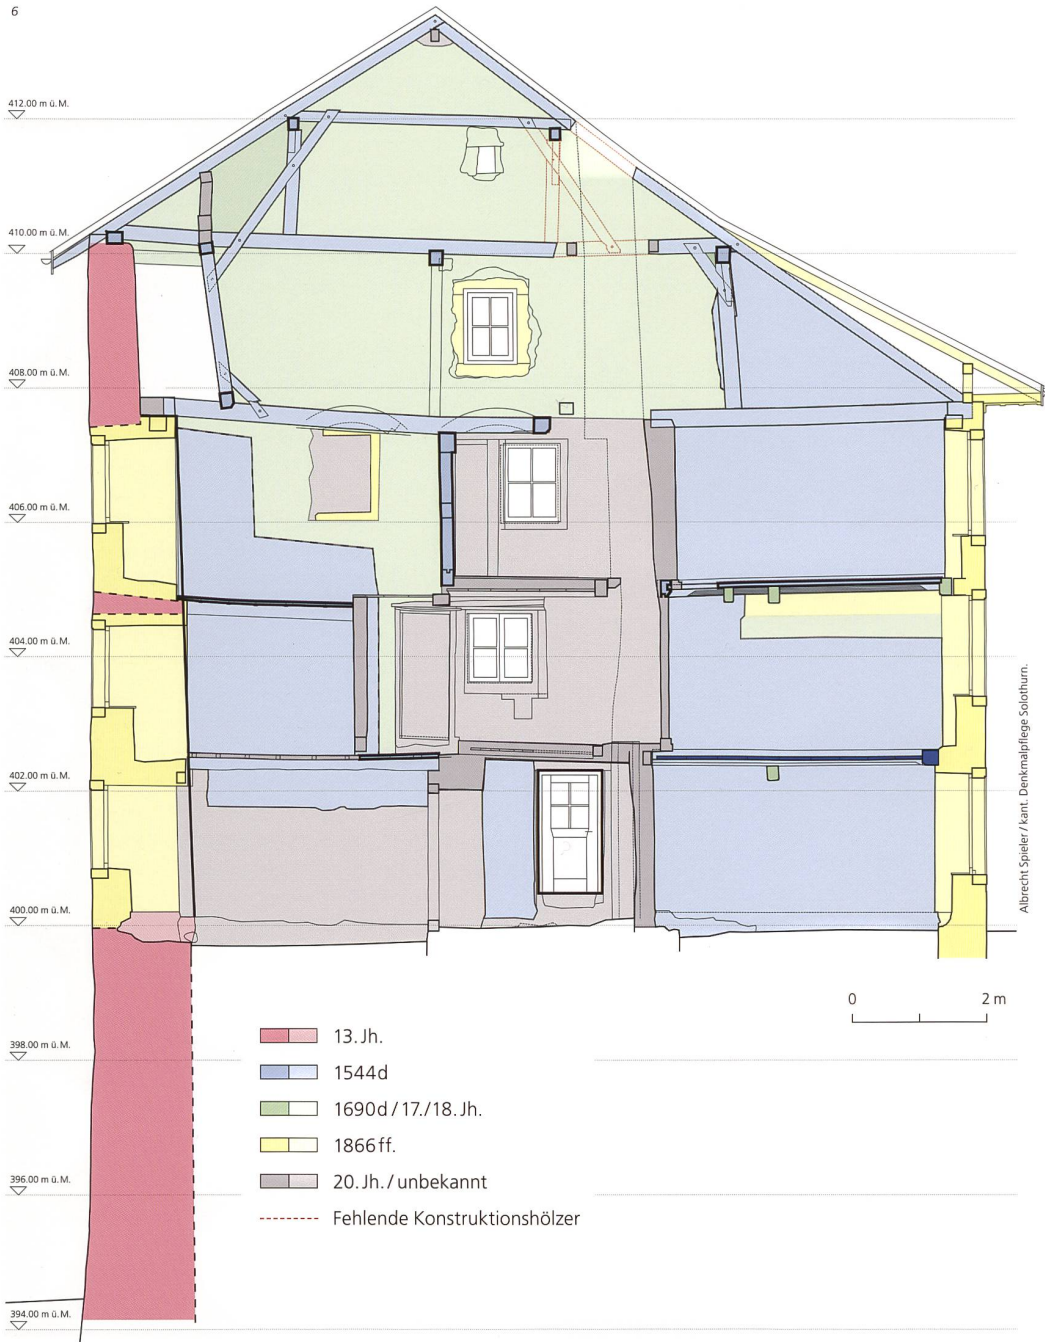 6
412.00 m ü. M.
410.00 m ü. M.
408.00 m ü. M.
406.00 m ü. M.
404.00 m ü. M.
402.00 m ü. M.
400.00 m ü. M.
398.00 m ü. M.
396.00 m ü. M.
394.00 m ü. M.
Albrecht Spieler / kant. Denkmalpflege Solothurn.
0 2 m
13. Jh.
1544d
1690d / 17./18. Jh.
1866 ff.
20. Jh. / unbekannt
Fehlende Konstruktionshölzer